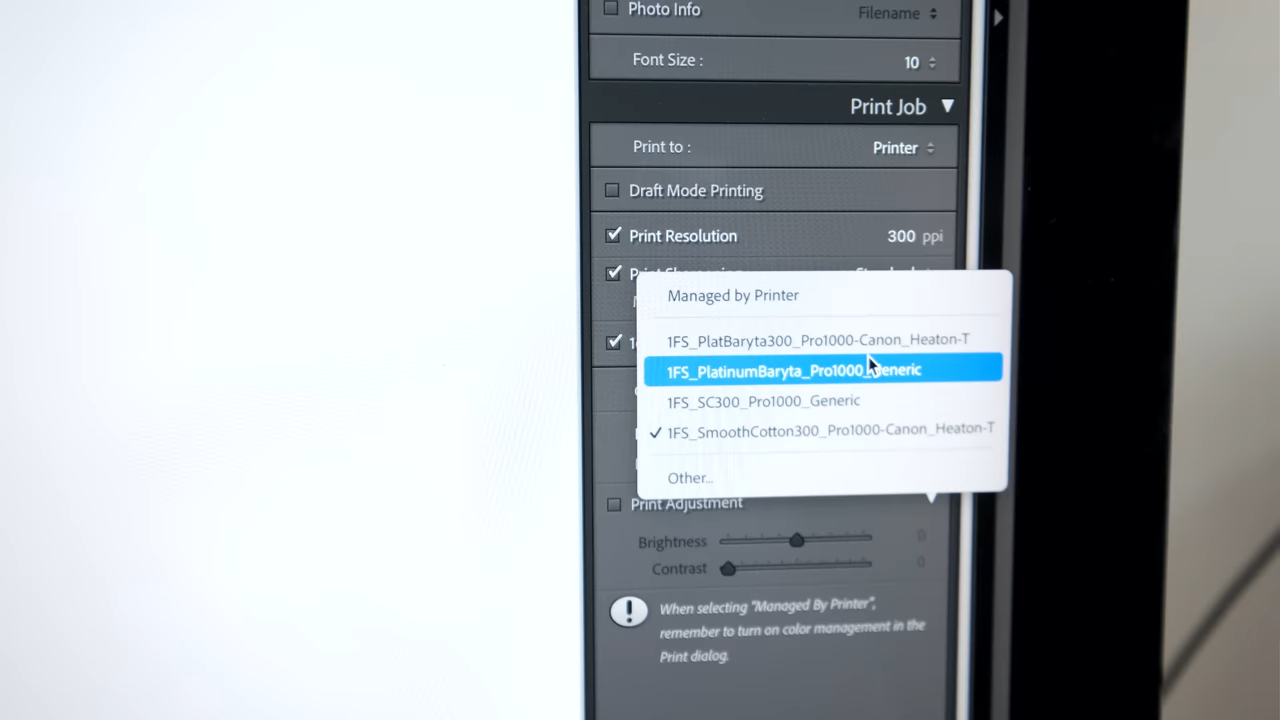 Photo Info Filename
Font Size : 10
Print Job
Print to : Printer
Draft Mode Printing
Print Resolution 300 ppi
Managed by Printer
1FS_PlatBaryta300_Pro1000-Canon_Heaton-T
1FS_PlatinumBaryta_Pro1000_Generic
1FS_SC300_Pro1000_Generic
1FS_SmoothCotton300_Pro1000-Canon_Heaton-T
Other...
Print Adjustment
Brightness 0
Contrast 0
When selecting "Managed By Printer",
remember to turn on color management in the
Print dialog.